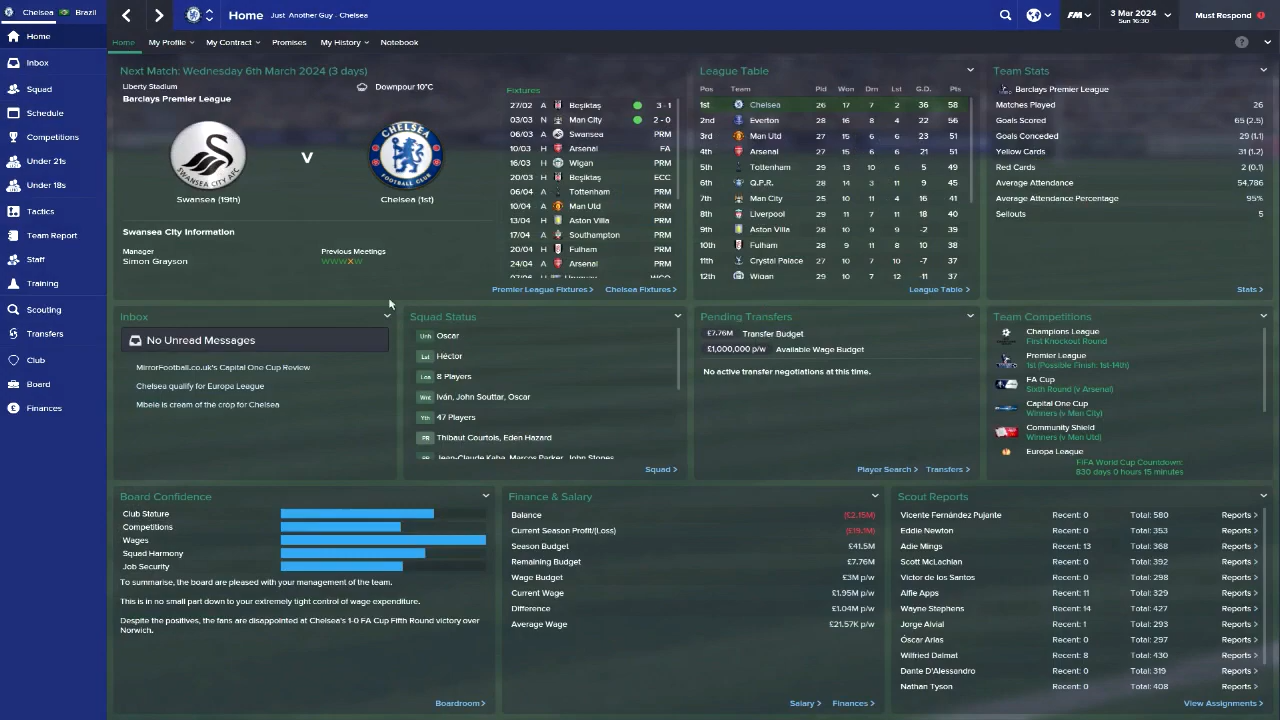 Chelsea Brazil
Home
Just Another Guy - Chelsea
FM
3 Mar 2024
Sun 16:30
Must Respond
Home
Inbox
Squad
Schedule
Competitions
Under 21s
Under 18s
Tactics
Team Report
Staff
Training
Scouting
Transfers
Club
Board
Finances
Home My Profile My Contract Promises My History Notebook
Next Match: Wednesday 6th March 2024 (3 days)
Liberty Stadium
Barclays Premier League
Downpour 10°C
SWANSEA CITY AFC
V
CHELSEA
FOOTBALL CLUB
Swansea (19th)
Chelsea (1st)
Swansea City Information
Manager
Simon Grayson
Previous Meetings
WWWXW
Fixtures
27/02 A Beşiktaş 3-1
03/03 N Man City 2-0
06/03 A Swansea PRM
10/03 H Arsenal FA
16/03 H Wigan PRM
20/03 H Beşiktaş ECC
06/04 A Tottenham PRM
10/04 A Man Utd PRM
13/04 H Aston Villa PRM
17/04 A Southampton PRM
20/04 H Fulham PRM
24/04 A Arsenal PRM
Premier League Fixtures >
Chelsea Fixtures >
League Table
Pos Team Pld Won Drn Lst G.D. Pts
1st Chelsea 26 17 7 2 36 58
2nd Everton 28 16 8 4 22 56
3rd Man Utd 27 15 6 6 23 51
4th Arsenal 27 15 6 6 21 51
5th Tottenham 29 13 10 6 5 49
6th Q.P.R. 28 14 3 11 9 45
7th Man City 25 10 11 4 16 41
8th Liverpool 29 11 7 11 18 40
9th Aston Villa 28 10 9 9 -2 39
10th Fulham 28 9 11 8 10 38
11th Crystal Palace 27 10 7 10 -7 37
12th Wigan 29 10 7 12 -11 37
League Table >
Team Stats
Barclays Premier League
Matches Played 26
Goals Scored 65 (2.5)
Goals Conceded 29 (1.1)
Yellow Cards 31 (1.2)
Red Cards 2 (0.1)
Average Attendance 54,786
Average Attendance Percentage 95%
Sellouts 5
Stats >
Inbox
No Unread Messages
MirrorFootball.co.uk's Capital One Cup Review
Chelsea qualify for Europa League
Mbele is cream of the crop for Chelsea
Squad Status
Unh Oscar
Lst Héctor
Loa 8 Players
Wnt Iván, John Souttar, Oscar
Yth 47 Players
PR Thibaut Courtois, Eden Hazard
PR Jean-Claude Kaba, Marcos Parker, John Stones
Squad >
Pending Transfers
£7.76M Transfer Budget
£1,000,000 p/w Available Wage Budget
No active transfer negotiations at this time.
Player Search > Transfers >
Team Competitions
Champions League
First Knockout Round
Premier League
1st (Possible Finish: 1st-14th)
FA Cup
Sixth Round (v Arsenal)
Capital One Cup
Winners (v Man City)
Community Shield
Winners (v Man Utd)
Europa League
FIFA World Cup Countdown:
830 days 0 hours 15 minutes
Board Confidence
Club Stature
Competitions
Wages
Squad Harmony
Job Security
To summarise, the board are pleased with your management of the team.
This is in no small part down to your extremely tight control of wage expenditure.
Despite the positives, the fans are disappointed at Chelsea's 1-0 FA Cup Fifth Round victory over
Norwich.
Boardroom >
Finance & Salary
Balance (£2.15M)
Current Season Profit/(Loss) (£19.1M)
Season Budget £41.5M
Remaining Budget £7.76M
Wage Budget £3M p/w
Current Wage £1.95M p/w
Difference £1.04M p/w
Average Wage £21.57K p/w
Salary > Finances >
Scout Reports
Vicente Fernández Pujante Recent: 0 Total: 580 Reports >
Eddie Newton Recent: 0 Total: 353 Reports >
Adie Mings Recent: 13 Total: 368 Reports >
Scott McLachlan Recent: 0 Total: 392 Reports >
Víctor de los Santos Recent: 0 Total: 298 Reports >
Alfie Apps Recent: 11 Total: 329 Reports >
Wayne Stephens Recent: 14 Total: 427 Reports >
Jorge Alvial Recent: 1 Total: 293 Reports >
Óscar Arias Recent: 0 Total: 297 Reports >
Wilfried Dalmat Recent: 8 Total: 430 Reports >
Dante D'Alessandro Recent: 0 Total: 319 Reports >
Nathan Tyson Recent: 0 Total: 408 Reports >
View Assignments >